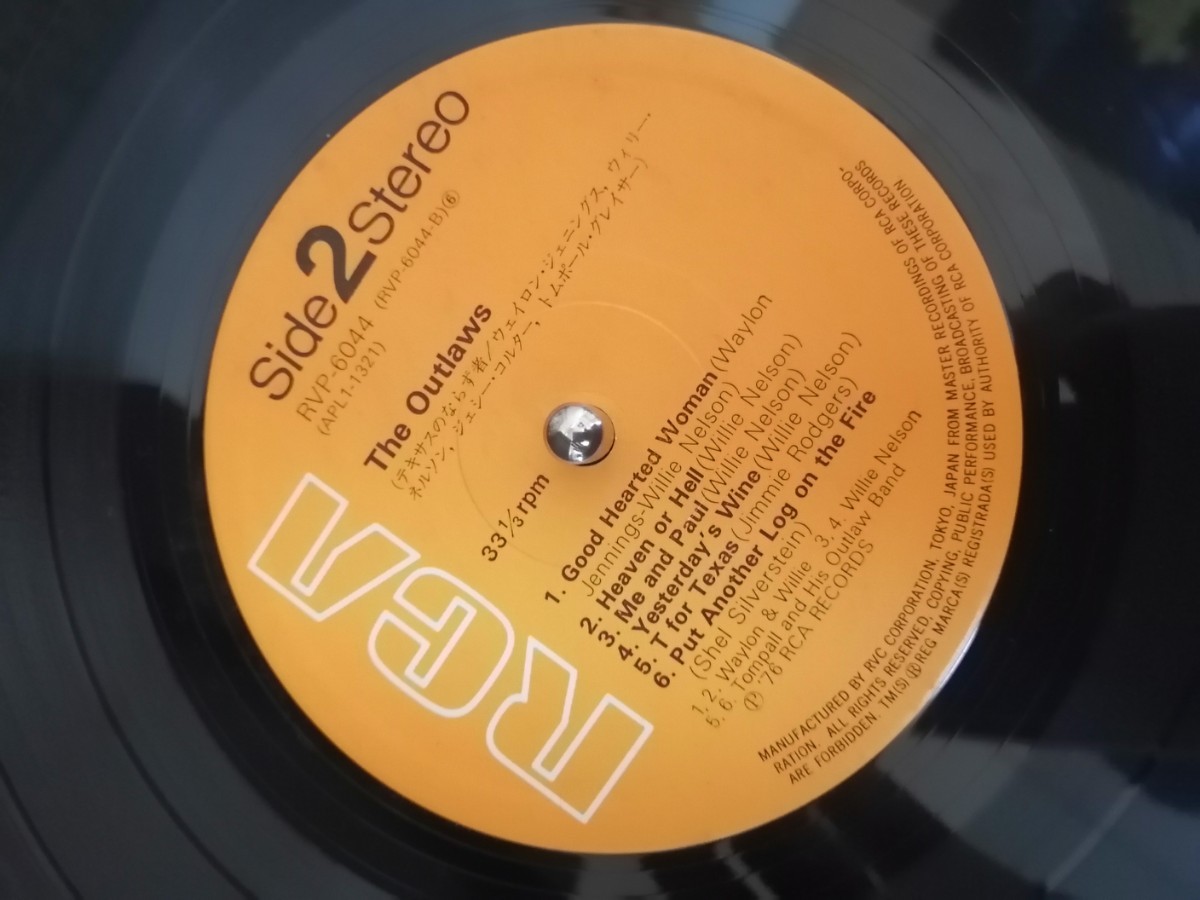 Side 2 Stereo
RVP-6044 (RVP-6044-B)⑥
(APL1-1321)
The Outlaws
(テキサスのならず者/ウェイロン・ジェニングス, ウィリー・
ネルソン, ジェシー・コルター, トムポール・グレイザー)
33 1/3 rpm
RCA
1. Good Hearted Woman (Waylon
Jennings-Willie Nelson)
2. Heaven or Hell (Willie Nelson)
3. Me and Paul (Willie Nelson)
4. Yesterday's Wine (Willie Nelson)
5. T for Texas (Jimmie Rodgers)
6. Put Another Log on the Fire
(Shel Silverstein)
1, 2. Waylon & Willie 3, 4. Willie Nelson
5, 6. Tompall and His Outlaw Band
Ⓟ '76 RCA RECORDS
MANUFACTURED BY RVC CORPORATION, TOKYO, JAPAN FROM MASTER RECORDINGS OF RCA CORPO-
RATION. ALL RIGHTS RESERVED. COPYING, PUBLIC PERFORMANCE, BROADCASTING OF THESE RECORDS
ARE FORBIDDEN. TM(S) ® REG MARCA(S) REGISTRADA(S) USED BY AUTHORITY OF RCA CORPORATION